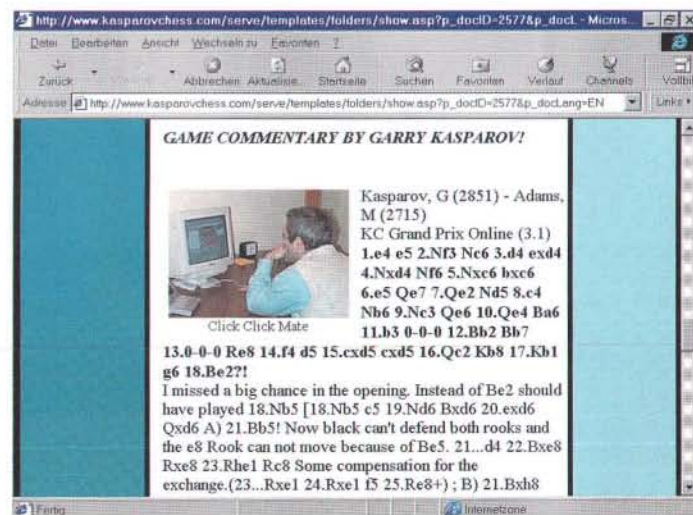 http://www.kasparovchess.com/serve/templates/folders/show.asp?p_docID=2577&p_docL - Micros...
Datei Bearbeiten Ansicht Wechseln zu Favoriten ?
Zurück Abbrechen Aktualisie... Startseite Suchen Favoriten Verlauf Channels Vollbi
Adresse http://www.kasparovchess.com/serve/templates/folders/show.asp?p_docID=2577&p_docLang=EN Links
GAME COMMENTARY BY GARRY KASPAROV!
Kasparov, G (2851) - Adams,
M (2715)
KC Grand Prix Online (3.1)
1.e4 e5 2.Nf3 Nc6 3.d4 exd4
4.Nxd4 Nf6 5.Nxc6 bxc6
6.e5 Qe7 7.Qe2 Nd5 8.c4
Nb6 9.Nc3 Qe6 10.Qe4 Ba6
11.b3 0-0-0 12.Bb2 Bb7
Click Click Mate
13.0-0-0 Re8 14.f4 d5 15.cxd5 cxd5 16.Qc2 Kb8 17.Kb1
g6 18.Be2?!
I missed a big chance in the opening. Instead of Be2 should
have played 18.Nb5 [18.Nb5 c5 19.Nd6 Bxd6 20.exd6
Qxd6 A) 21.Bb5! Now black can't defend both rooks and
the e8 Rook can not move because of Be5. 21...d4 22.Bxe8
Rxe8 23.Rhe1 Rc8 Some compensation for the
exchange.(23...Rxe1 24.Rxe1 f5 25.Re8+) ; B) 21.Bxh8
Fertig Internetzone